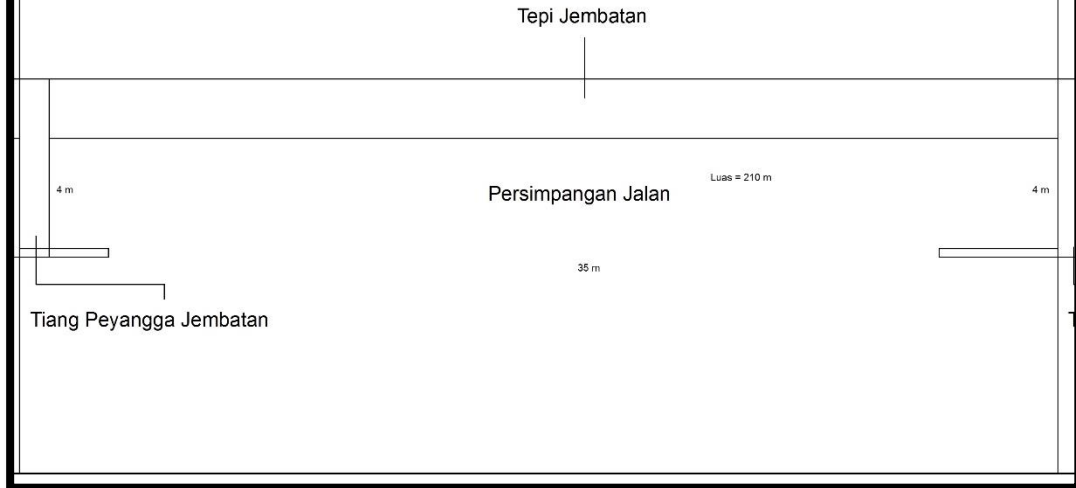 Tepi Jembatan
Luas = 210 m
4 m
Persimpangan Jalan
4 m
35 m
Tiang Peyangga Jembatan